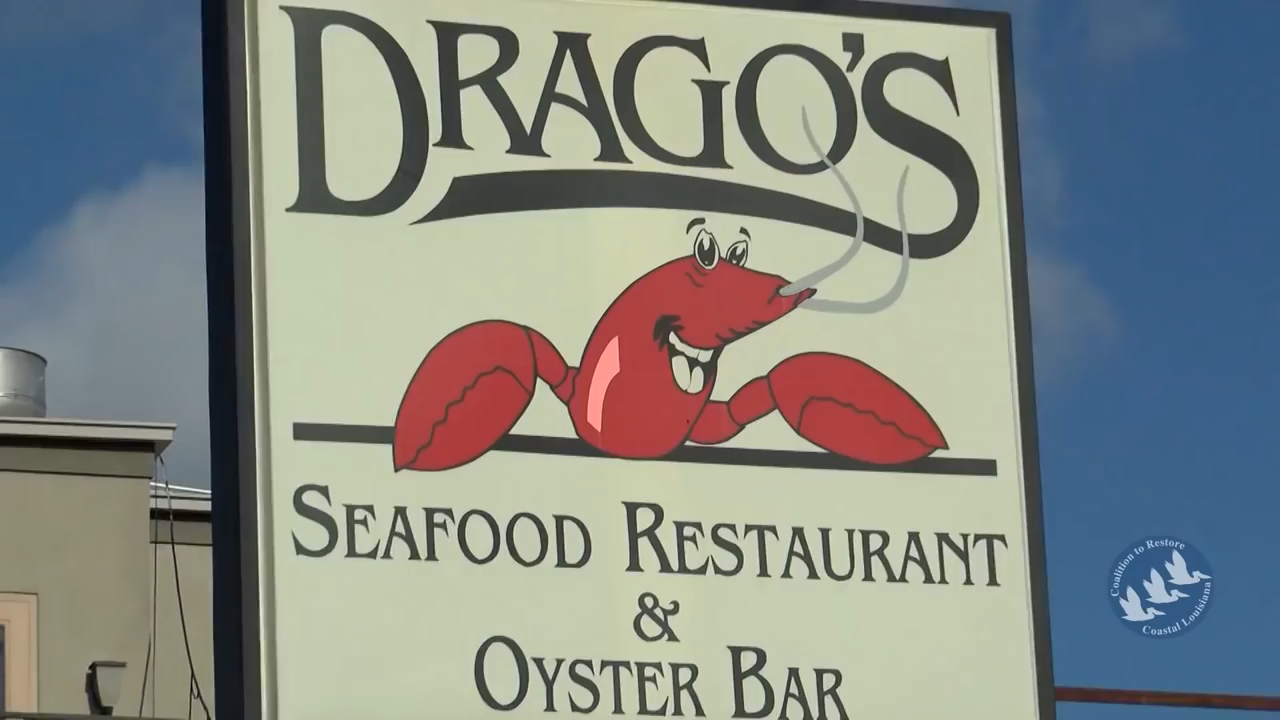 DRAGO'S
SEAFOOD RESTAURANT
&
OYSTER BAR
Coalition to Restore
Coastal Louisiana